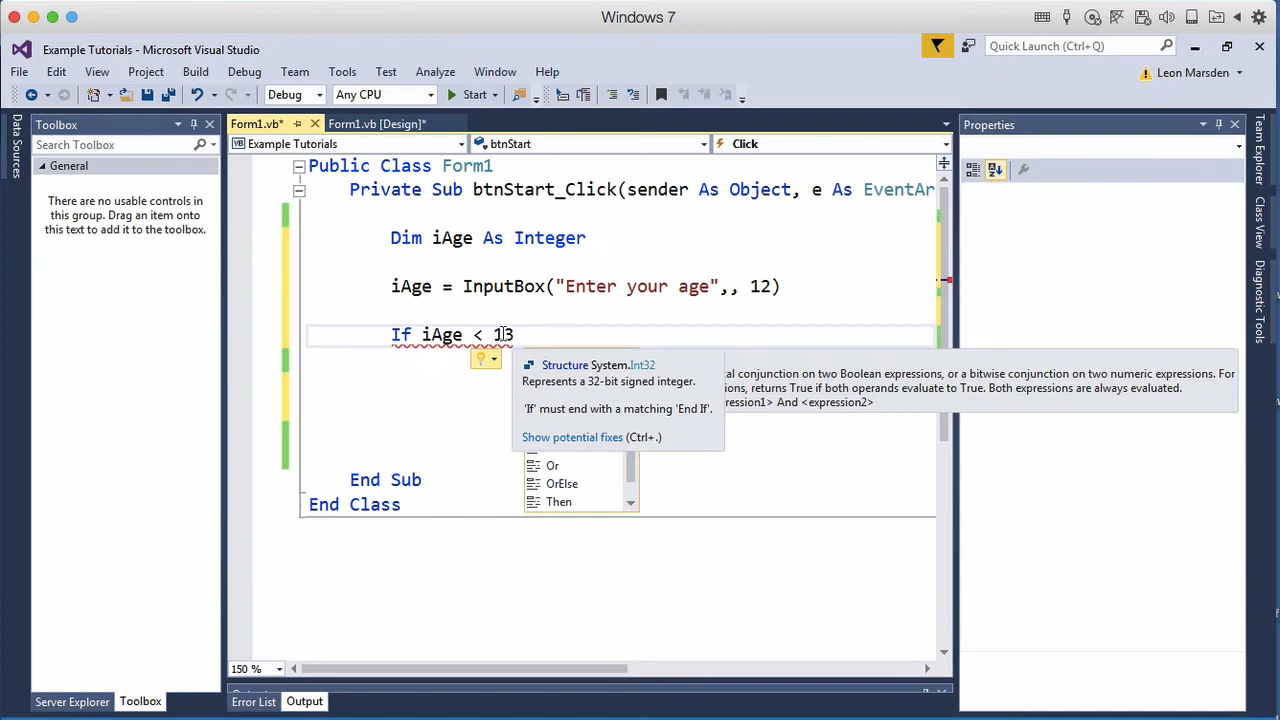 Windows 7
Example Tutorials - Microsoft Visual Studio
Quick Launch (Ctrl+Q)
File Edit View Project Build Debug Team Tools Test Analyze Window Help
Leon Marsden
Debug Any CPU Start
Data Sources
Toolbox
Search Toolbox
General
There are no usable controls in
this group. Drag an item onto
this text to add it to the toolbox.
Form1.vb* Form1.vb [Design]*
VB Example Tutorials btnStart Click
Public Class Form1
Private Sub btnStart_Click(sender As Object, e As EventAr
Dim iAge As Integer
iAge = InputBox("Enter your age",, 12)
If iAge < 13
Structure System.Int32
Represents a 32-bit signed integer.
'If' must end with a matching 'End If'.
Show potential fixes (Ctrl+.)
al conjunction on two Boolean expressions, or a bitwise conjunction on two numeric expressions. For
ions, returns True if both operands evaluate to True. Both expressions are always evaluated.
ression1> And <expression2>
Or
OrElse
Then
End Sub
End Class
150 %
Properties
Team Explorer
Class View
Diagnostic Tools
Server Explorer Toolbox
Error List Output